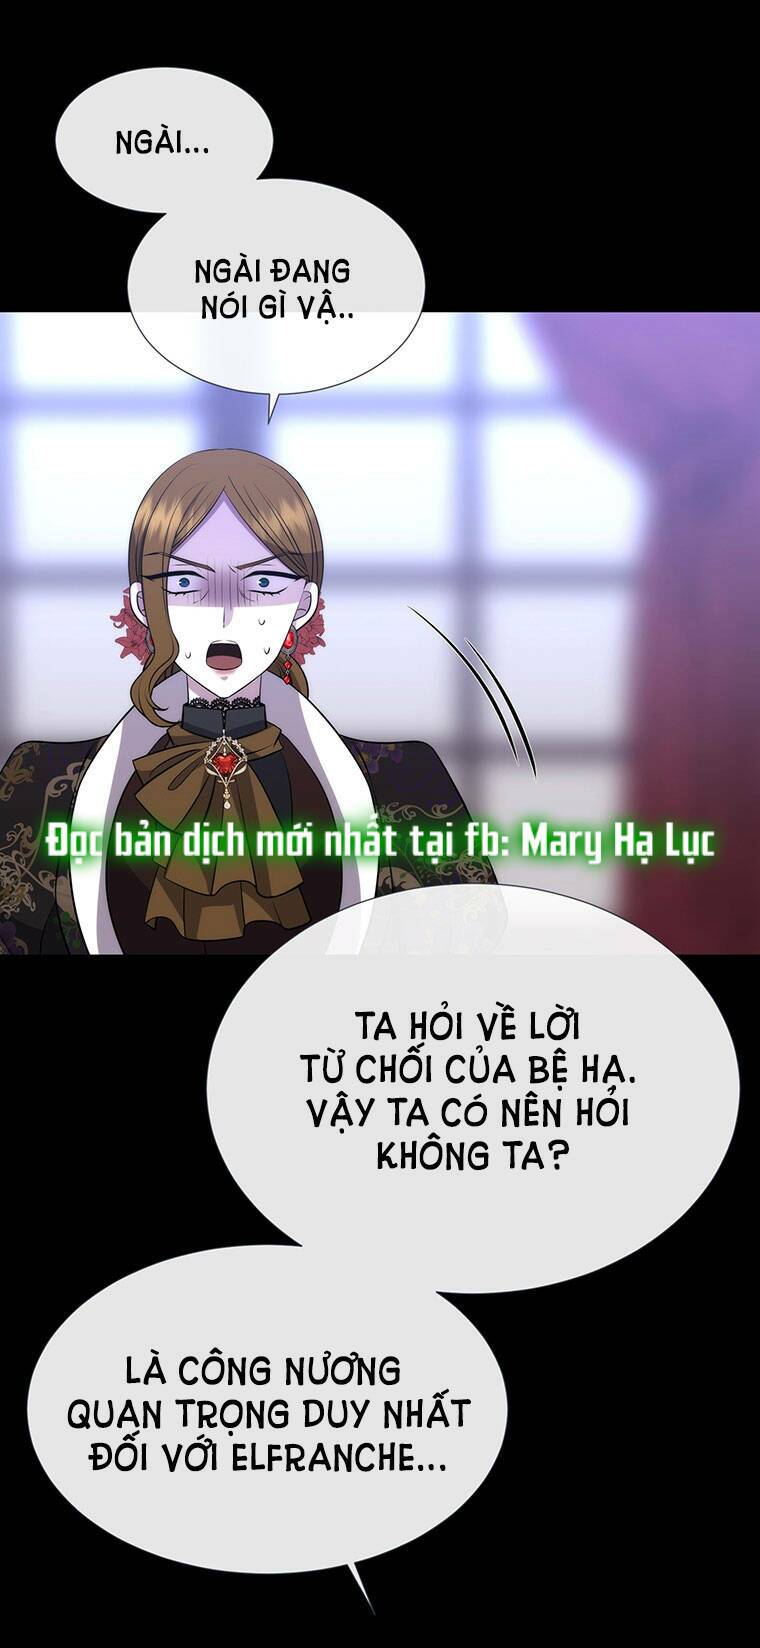 NGÀI...
NGÀI ĐANG
NÓI GÌ VẬ..
Đọc bản dịch mới nhất tại fb: Mary Hạ Lục
TA HỎI VỀ LỜI
TỪ CHỐI CỦA BỆ HẠ.
VẬY TA CÓ NÊN HỎI
KHÔNG TA?
LÀ CÔNG NƯƠNG
QUAN TRỌNG DUY NHẤT
ĐỐI VỚI ELFRANCHE...